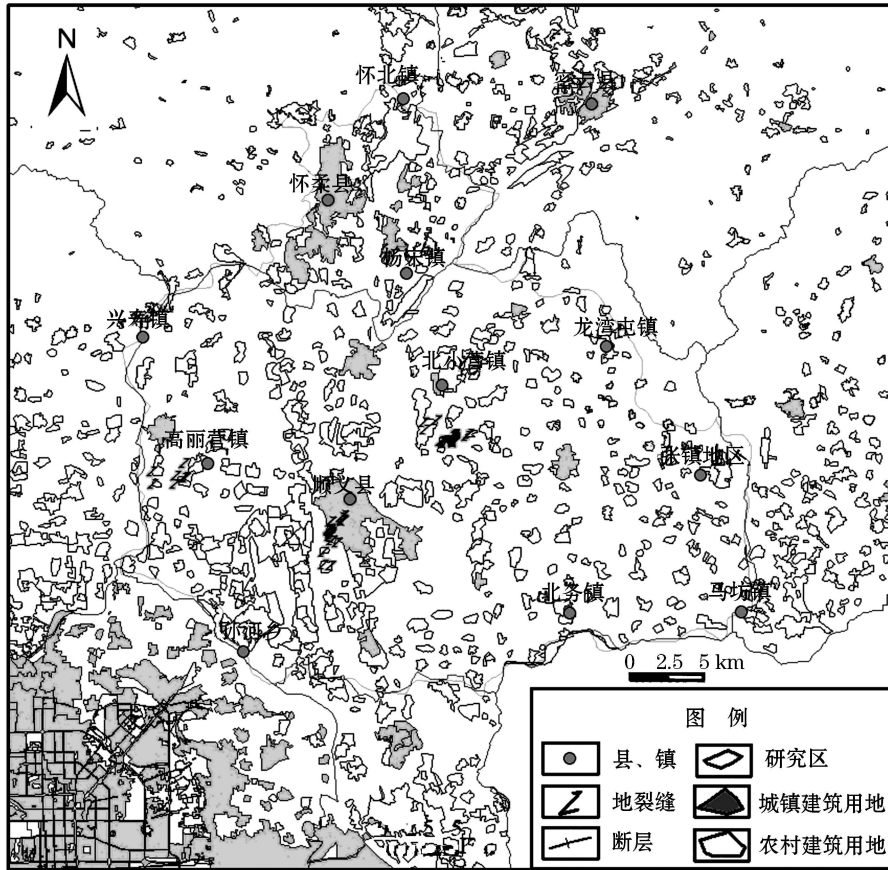 N
怀北镇
密云县
怀柔县
杨宋镇
兴寿镇
龙湾屯镇
北小营镇
高丽营镇
张镇地区
顺义县
北务镇
马坊镇
孙河乡
0 2.5 5 km
图 例
县、镇
研究区
地裂缝
城镇建筑用地
断层
农村建筑用地